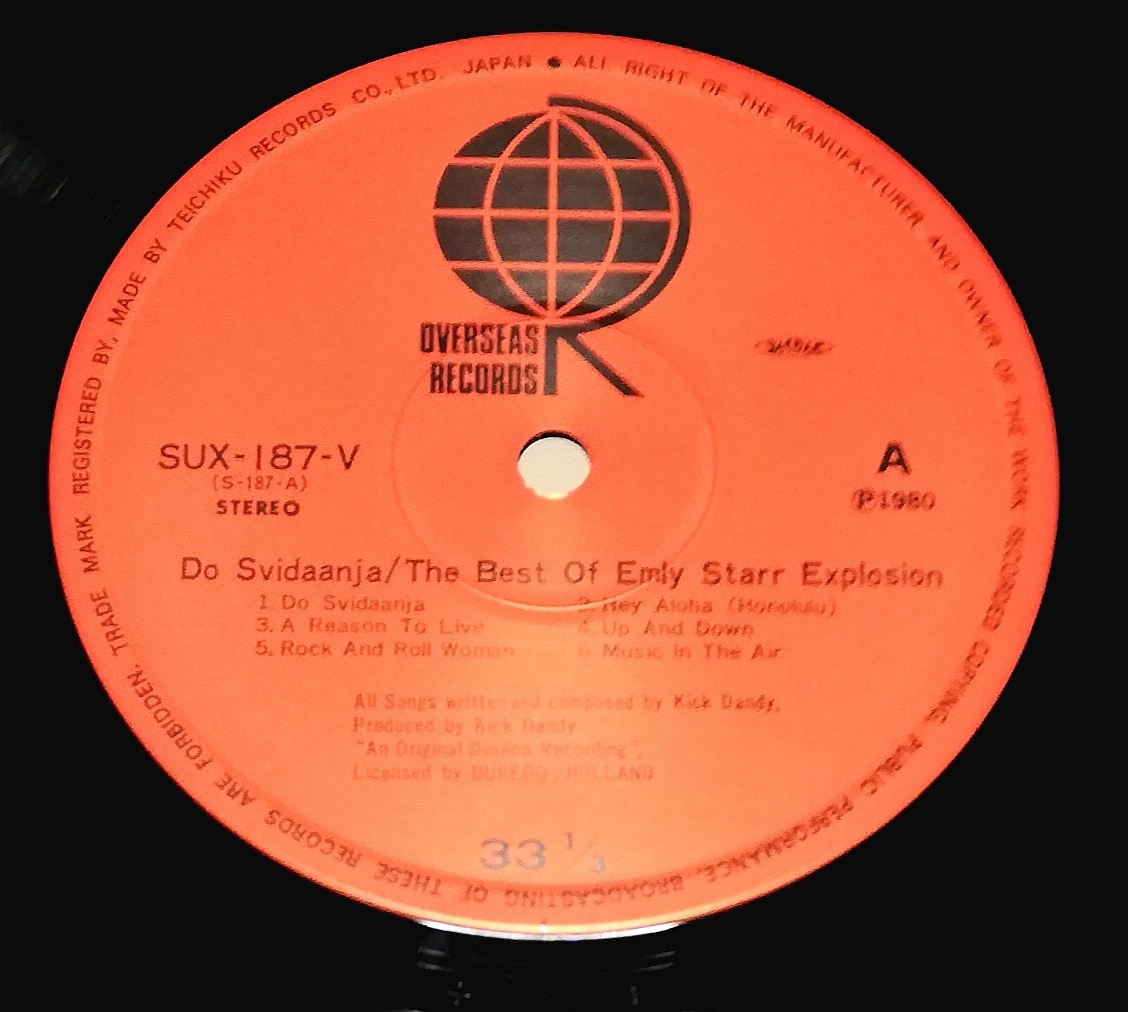 TRADE MARK REGISTERED BY, MADE BY TEICHIKU RECORDS CO., LTD. JAPAN ● ALL RIGHT OF THE MANUFACTURER AND OWNER OF THE WORK RECORDED COPYING, PUBLIC PERFORMANCE, BROADCASTING OF THESE RECORDS ARE FORBIDDEN,
OVERSEAS
RECORDS
R
SUX-187-V
(S-187-A)
STEREO
A
Ⓟ1980
Do Svidaanja/The Best Of Emly Starr Explosion
1. Do Svidaanja 2. Hey Aloha (Honolulu)
3. A Reason To Live 4. Up And Down
5. Rock And Roll Woman 6. Music In The Air
All Songs written and composed by Kick Dandy,
Produced by Kick Dandy
"An Original Dureco Recording",
Licensed by DURECO, HOLLAND
33 1/3